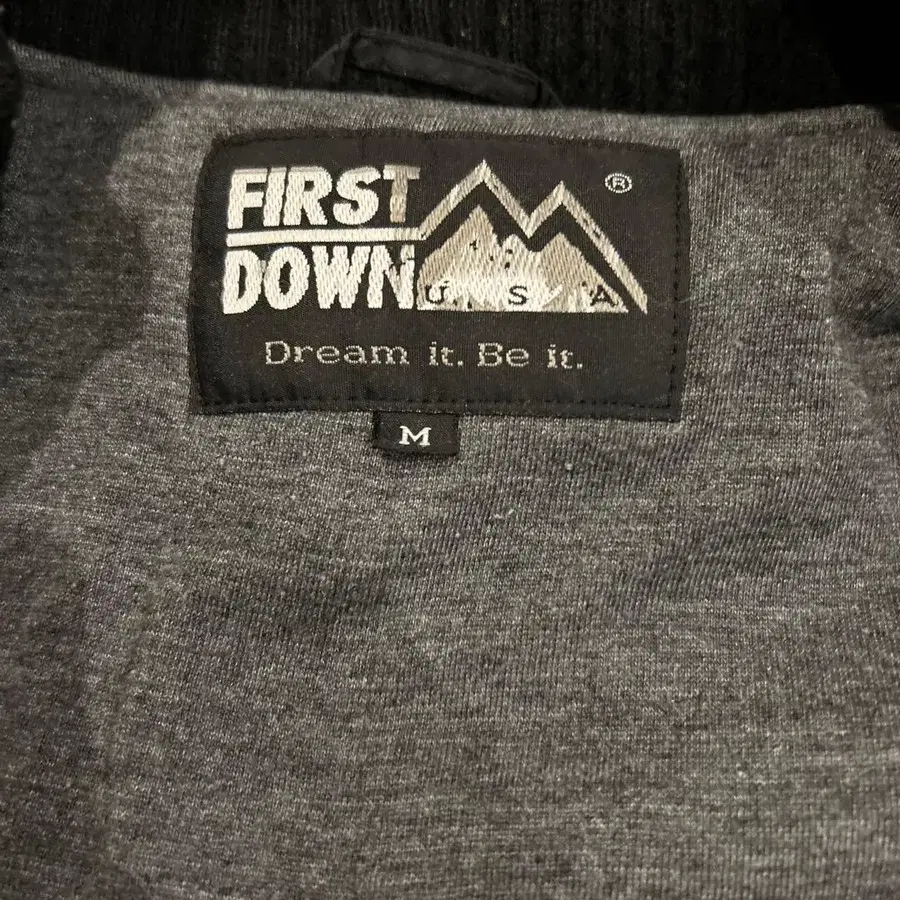 FIRST
DOWN
U. S. A
®
Dream it. Be it.
M